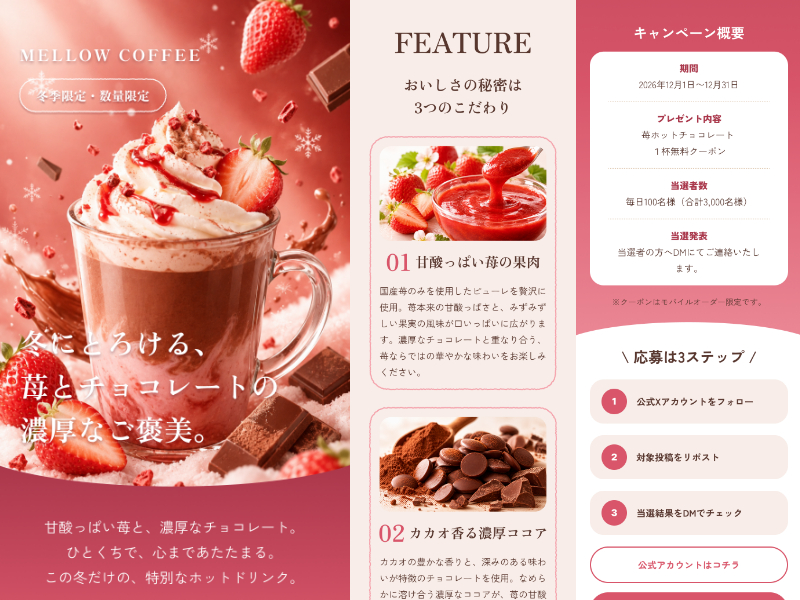 MELLOW COFFEE
冬季限定・数量限定
冬にとろける、
苺とチョコレートの
濃厚なご褒美。
甘酸っぱい苺と、濃厚なチョコレート。
ひとくちで、心まであたたまる。
この冬だけの、特別なホットドリンク。
FEATURE
おいしさの秘密は
3つのこだわり
01 甘酸っぱい苺の果肉
国産苺のみを使用したピューレを贅沢に
使用。苺本来の甘酸っぱさと、みずみず
しい果実の風味が口いっぱいに広がりま
す。濃厚なチョコレートと重なり合う、
苺ならではの華やかな味わいをお楽しみ
ください。
02 カカオ香る濃厚ココア
カカオの豊かな香りと、深みのある味わ
いが特徴のチョコレートを使用。なめら
かに溶け合う濃厚なココアが、苺の甘酸
キャンペーン概要
期間
2026年12月1日〜12月31日
プレゼント内容
苺ホットチョコレート
1杯無料クーポン
当選者数
毎日100名様（合計3,000名様）
当選発表
当選者の方へDMにてご連絡いたし
ます。
※クーポンはモバイルオーダー限定です。
\ 応募は3ステップ /
1 公式Xアカウントをフォロー
2 対象投稿をリポスト
3 当選結果をDMでチェック
公式アカウントはコチラ